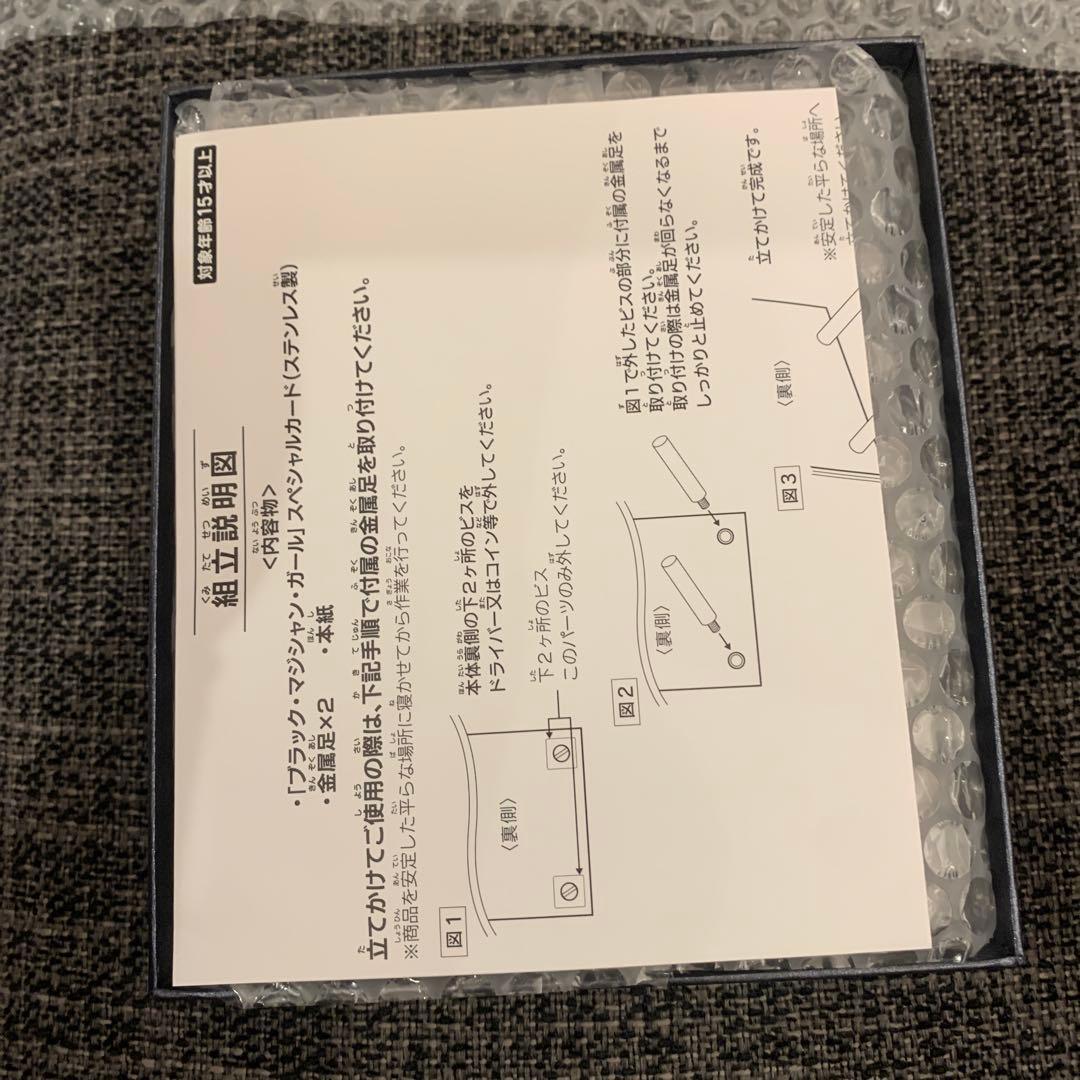 対象年齢15才以上
組立説明図
<内容物>
・「ブラック・マジシャン・ガール」スペシャルカード(ステンレス製)
・金属足×2 ・本紙
立てかけてご使用の際は、下記手順で付属の金属足を取り付けてください。
※商品を安定した平らな場所に寝かせてから作業を行ってください。
図1
〈裏側〉
本体裏側の下2ヶ所のビスを
ドライバー又はコイン等で外してください。
下2ヶ所のビス
このパーツのみ外してください。
図2
〈裏側〉
図1で外したビスの部分に付属の金属足を
取り付けてください。
取り付けの際は金属足が回らなくなるまで
しっかりと止めてください。
図3
〈裏側〉
立てかけて完成です。
※安定した平らな場所へ
立てかけてください